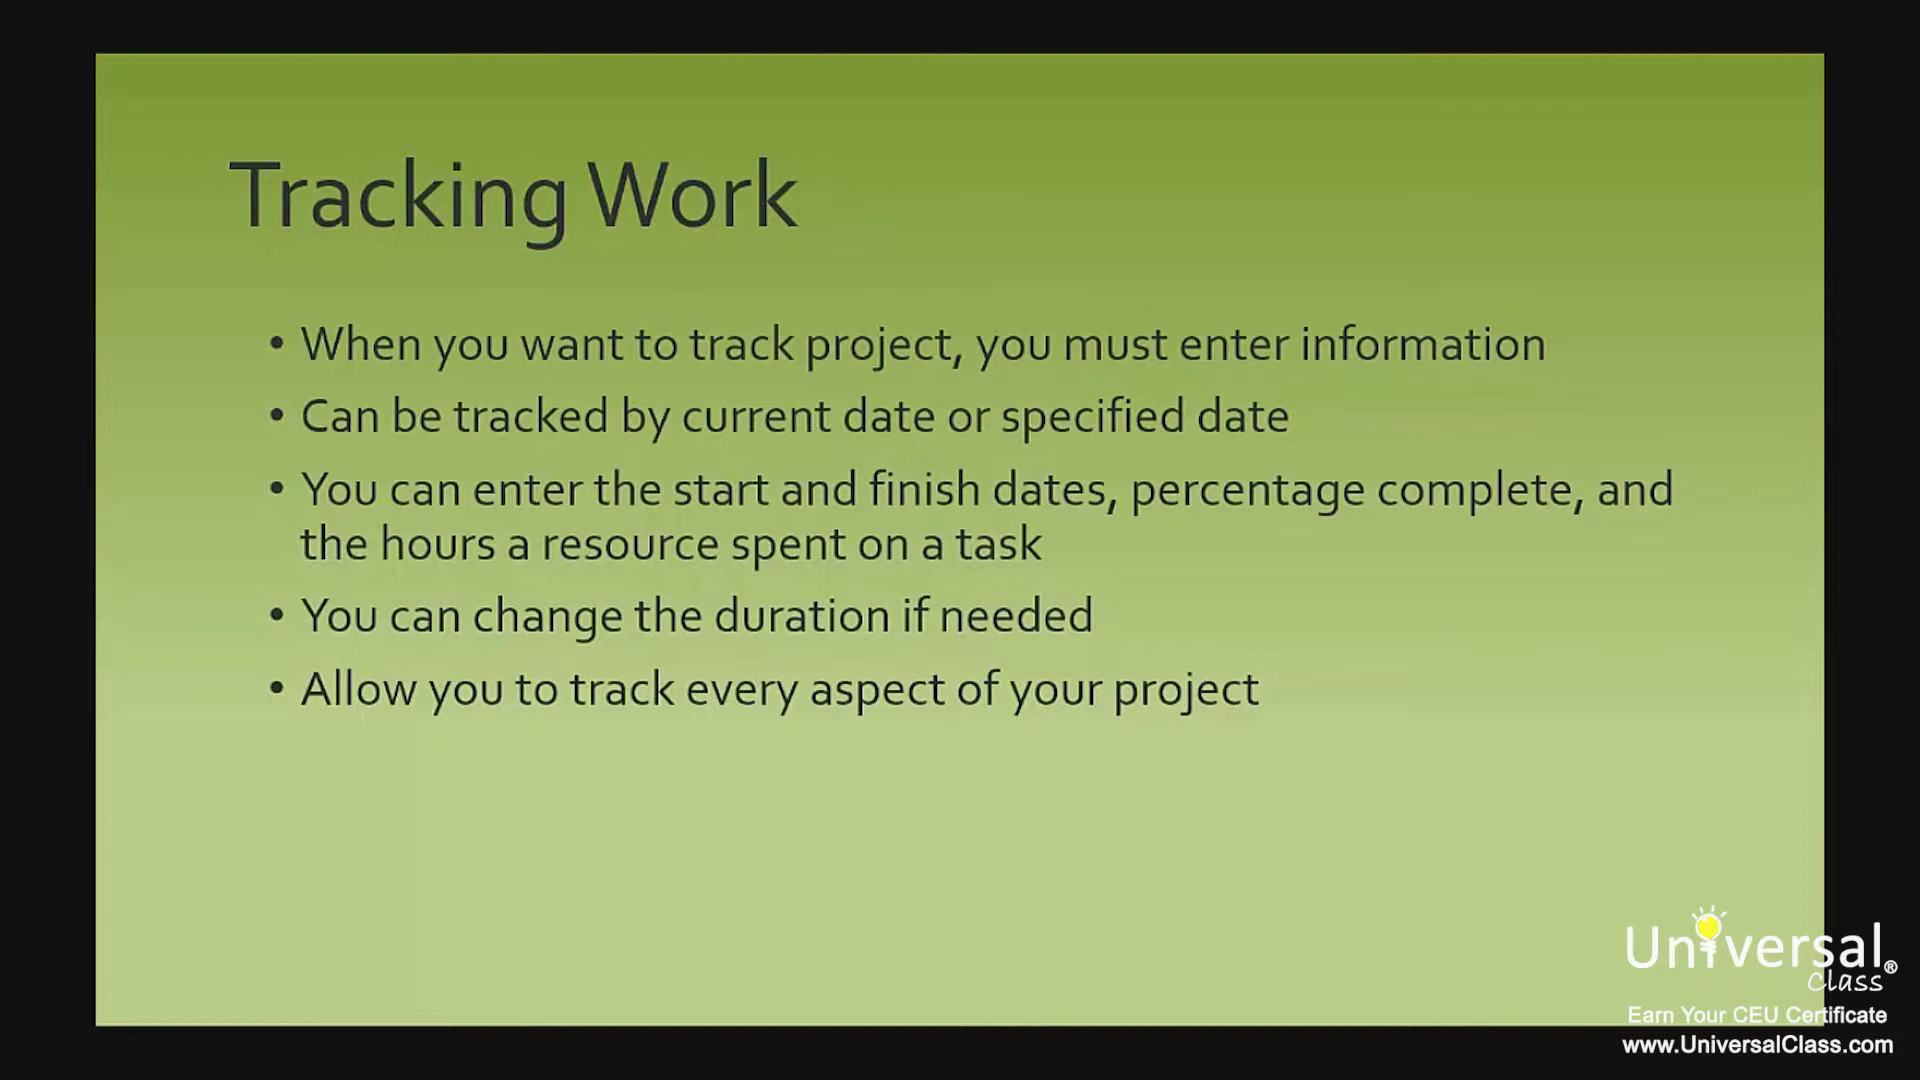 Tracking Work
• When you want to track project, you must enter information
• Can be tracked by current date or specified date
• You can enter the start and finish dates, percentage complete, and
the hours a resource spent on a task
• You can change the duration if needed
• Allow you to track every aspect of your project
Universal®
Class
Earn Your CEU Certificate
www.UniversalClass.com